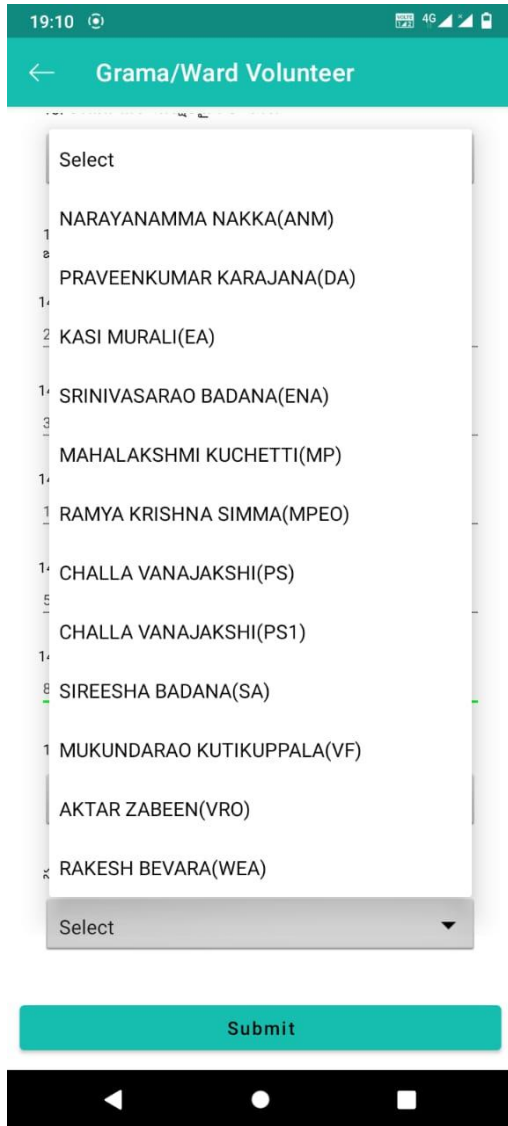 19:10
4G
Grama/Ward Volunteer
Select
NARAYANAMMA NAKKA(ANM)
PRAVEENKUMAR KARAJANA(DA)
KASI MURALI(EA)
SRINIVASARAO BADANA(ENA)
MAHALAKSHMI KUCHETTI(MP)
RAMYA KRISHNA SIMMA(MPEO)
CHALLA VANAJAKSHI(PS)
CHALLA VANAJAKSHI(PS1)
SIREESHA BADANA(SA)
MUKUNDARAO KUTIKUPPALA(VF)
AKTAR ZABEEN(VRO)
RAKESH BEVARA(WEA)
Select
Submit